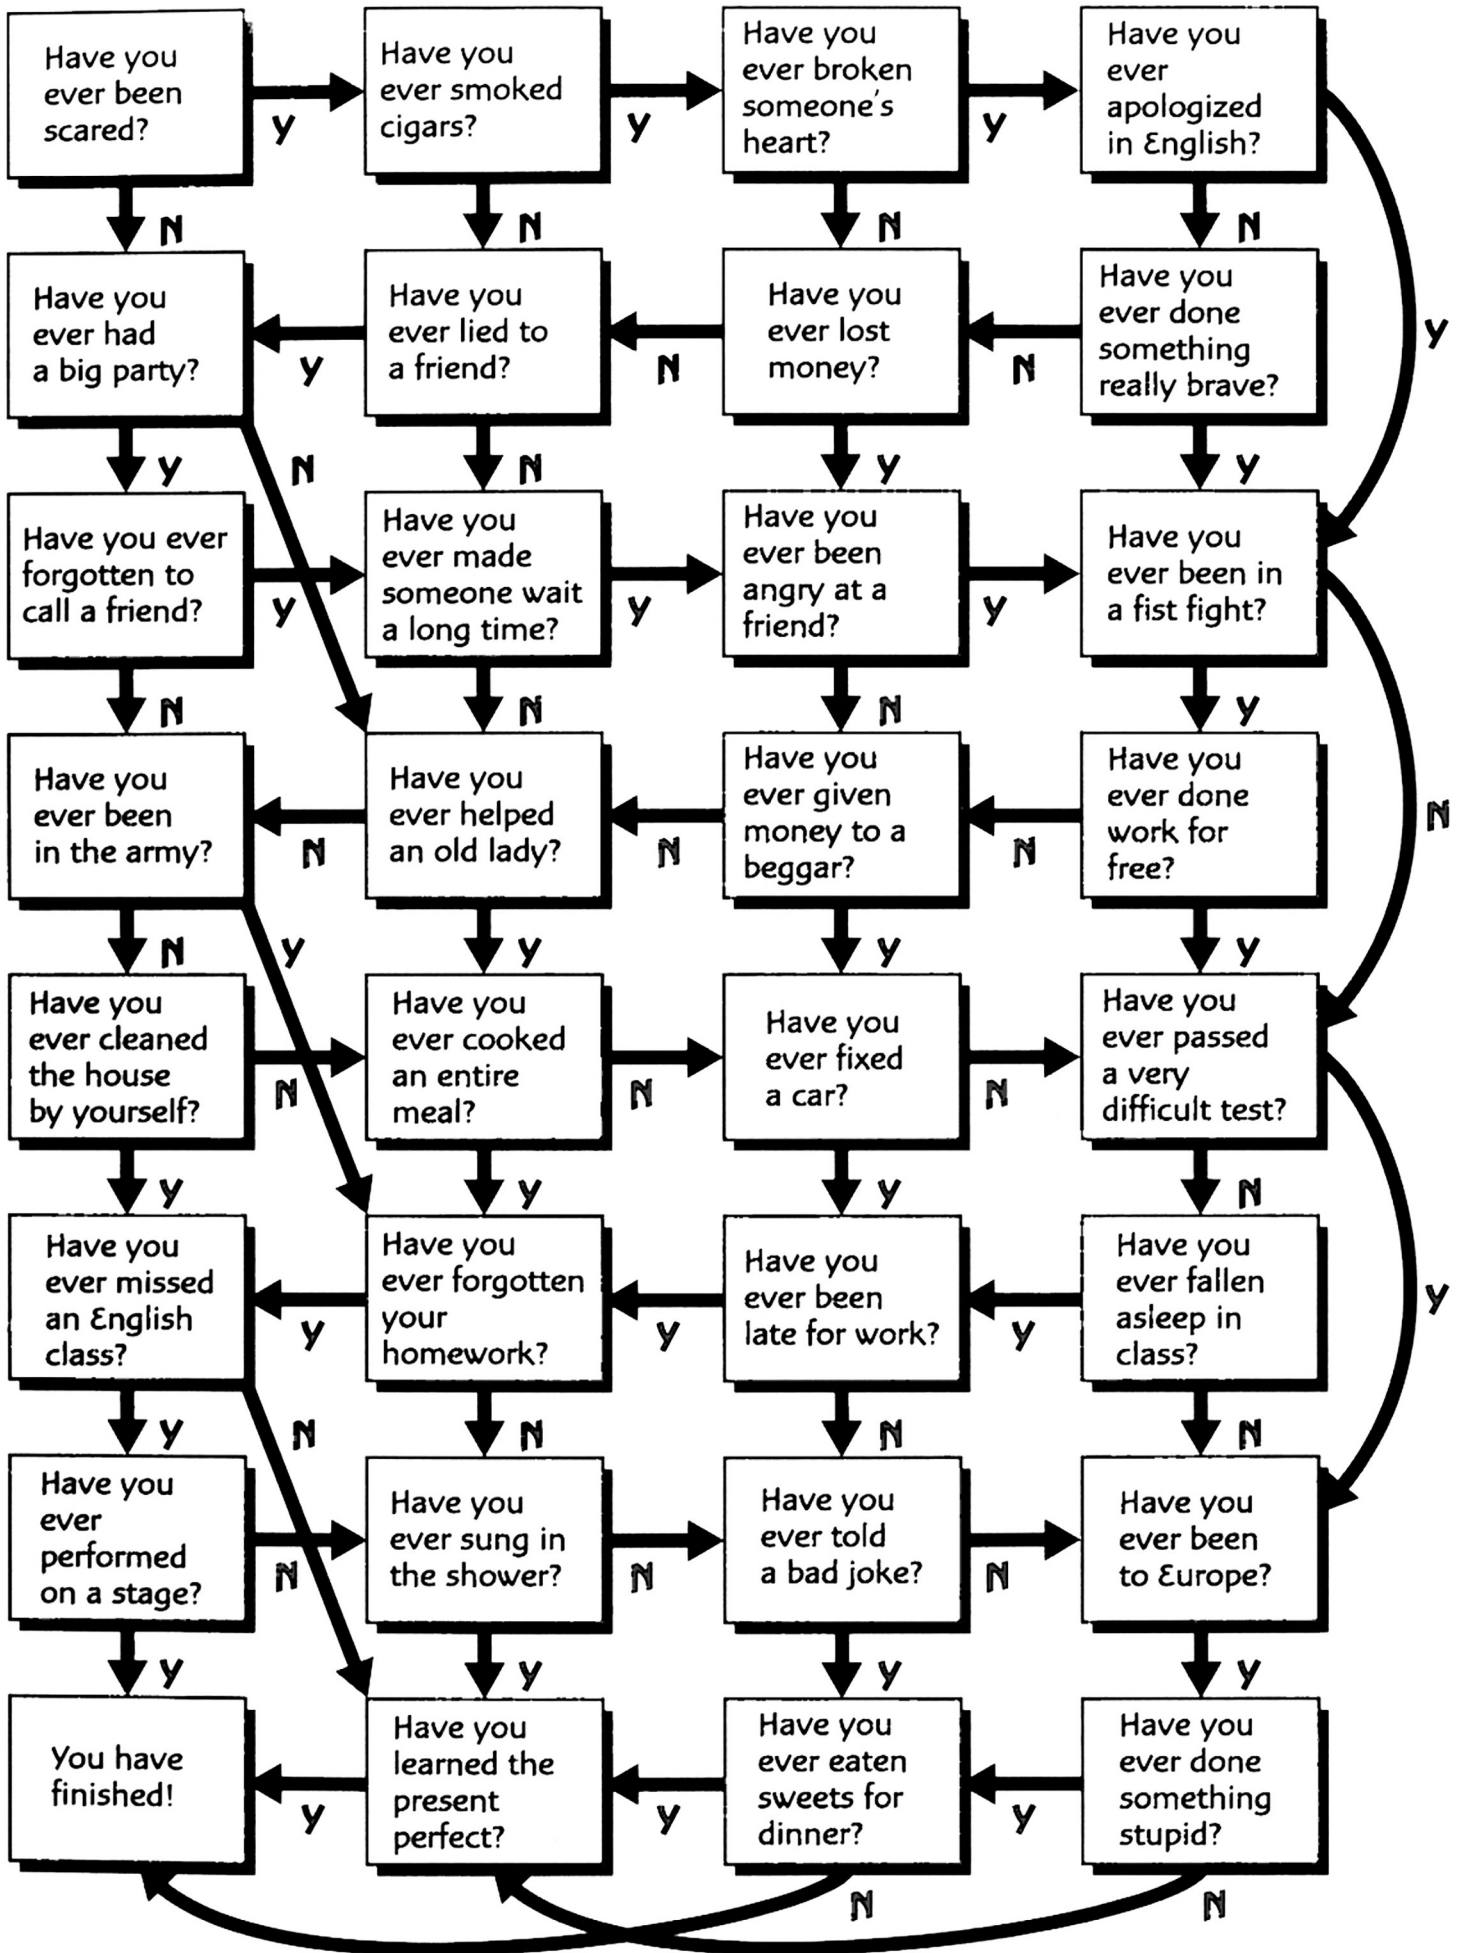 Have you
ever been
scared?
Y
Have you
ever smoked
cigars?
Y
Have you
ever broken
someone's
heart?
Y
Have you
ever
apologized
in English?
N
N
N
N
Y
Have you
ever had
a big party?
Y
Have you
ever lied to
a friend?
N
Have you
ever lost
money?
N
Have you
ever done
something
really brave?
Y
N
N
Y
Y
Have you ever
forgotten to
call a friend?
Y
Have you
ever made
someone wait
a long time?
Y
Have you
ever been
angry at a
friend?
Y
Have you
ever been in
a fist fight?
N
N
N
Y
N
Have you
ever been
in the army?
N
Have you
ever helped
an old lady?
N
Have you
ever given
money to a
beggar?
N
Have you
ever done
work for
free?
N
Y
Y
Y
Y
Have you
ever cleaned
the house
by yourself?
N
Have you
ever cooked
an entire
meal?
N
Have you
ever fixed
a car?
N
Have you
ever passed
a very
difficult test?
Y
Y
Y
N
Y
Have you
ever missed
an English
class?
Y
Have you
ever forgotten
your
homework?
Y
Have you
ever been
late for work?
Y
Have you
ever fallen
asleep in
class?
Y
N
N
N
N
Have you
ever
performed
on a stage?
N
Have you
ever sung in
the shower?
N
Have you
ever told
a bad joke?
N
Have you
ever been
to Europe?
Y
Y
Y
Y
You have
finished!
Y
Have you
learned the
present
perfect?
Y
Have you
ever eaten
sweets for
dinner?
Y
Have you
ever done
something
stupid?
N
N